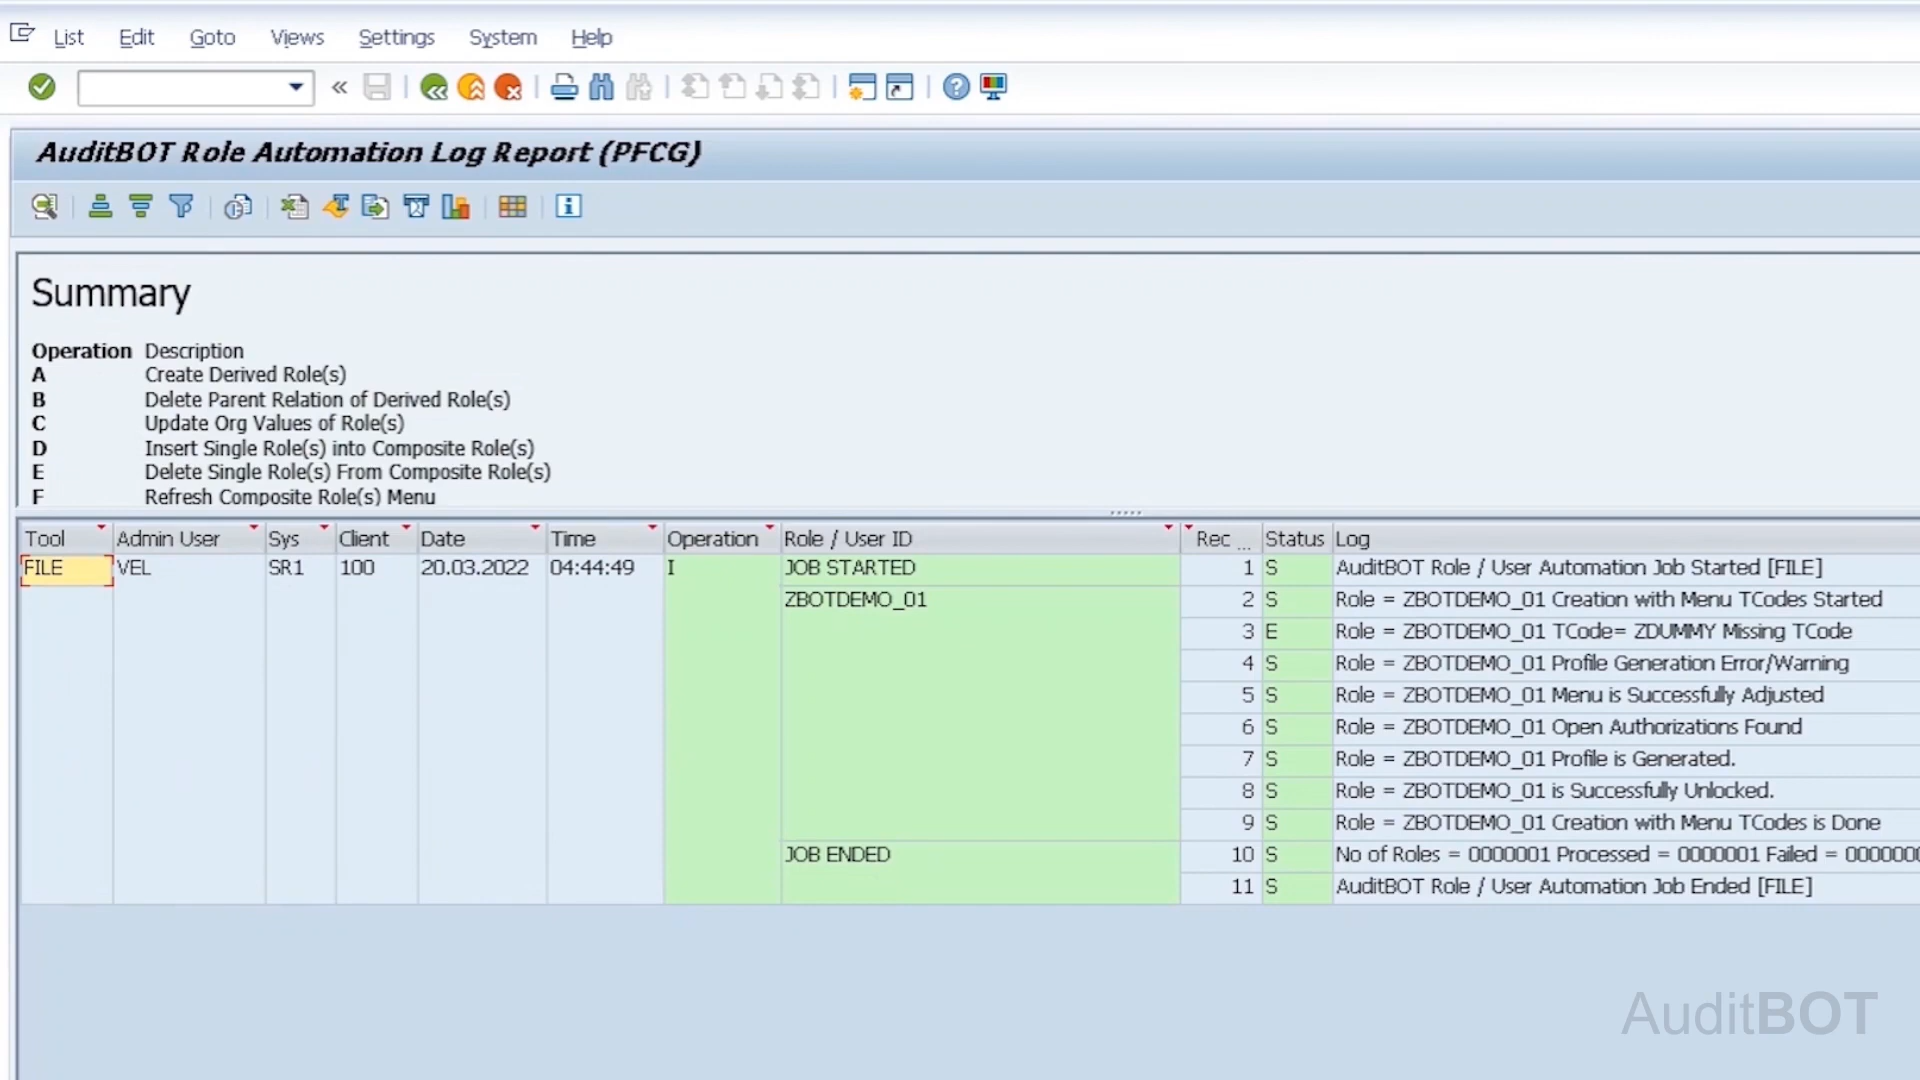 List Edit Goto Views Settings System Help
AuditBOT Role Automation Log Report (PFCG)
Summary
Operation Description
A Create Derived Role(s)
B Delete Parent Relation of Derived Role(s)
C Update Org Values of Role(s)
D Insert Single Role(s) into Composite Role(s)
E Delete Single Role(s) From Composite Role(s)
F Refresh Composite Role(s) Menu
Tool Admin User Sys Client Date Time Operation Role / User ID Rec ... Status Log
FILE VEL SR1 100 20.03.2022 04:44:49 I JOB STARTED 1 S AuditBOT Role / User Automation Job Started [FILE]
ZBOTDEMO_01 2 S Role = ZBOTDEMO_01 Creation with Menu TCodes Started
3 E Role = ZBOTDEMO_01 TCode= ZDUMMY Missing TCode
4 S Role = ZBOTDEMO_01 Profile Generation Error/Warning
5 S Role = ZBOTDEMO_01 Menu is Successfully Adjusted
6 S Role = ZBOTDEMO_01 Open Authorizations Found
7 S Role = ZBOTDEMO_01 Profile is Generated.
8 S Role = ZBOTDEMO_01 is Successfully Unlocked.
9 S Role = ZBOTDEMO_01 Creation with Menu TCodes is Done
JOB ENDED 10 S No of Roles = 0000001 Processed = 0000001 Failed = 0000000
11 S AuditBOT Role / User Automation Job Ended [FILE]
AuditBOT